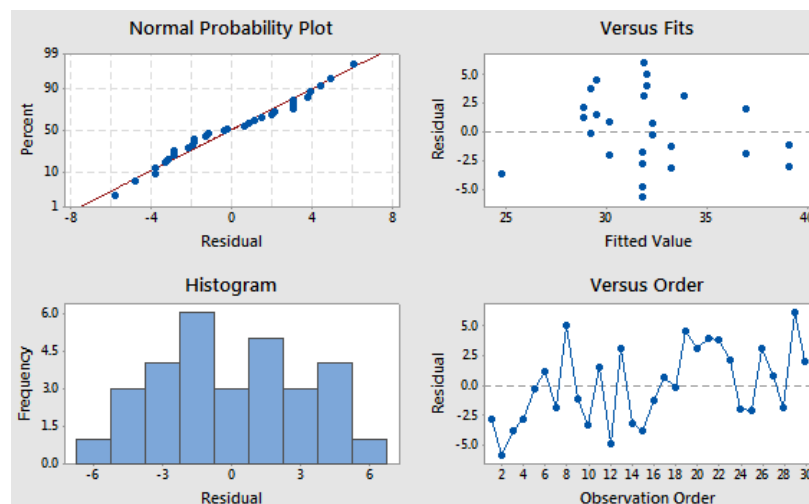 Normal Probability Plot
99
90
50
10
1
Percent
-8 -4 0 4 8
Residual
Versus Fits
5.0
2.5
0.0
-2.5
-5.0
Residual
25 30 35 40
Fitted Value
Histogram
6.0
4.5
3.0
1.5
0.0
Frequency
-6 -3 0 3 6
Residual
Versus Order
5.0
2.5
0.0
-2.5
-5.0
Residual
2 4 6 8 10 12 14 16 18 20 22 24 26 28 30
Observation Order